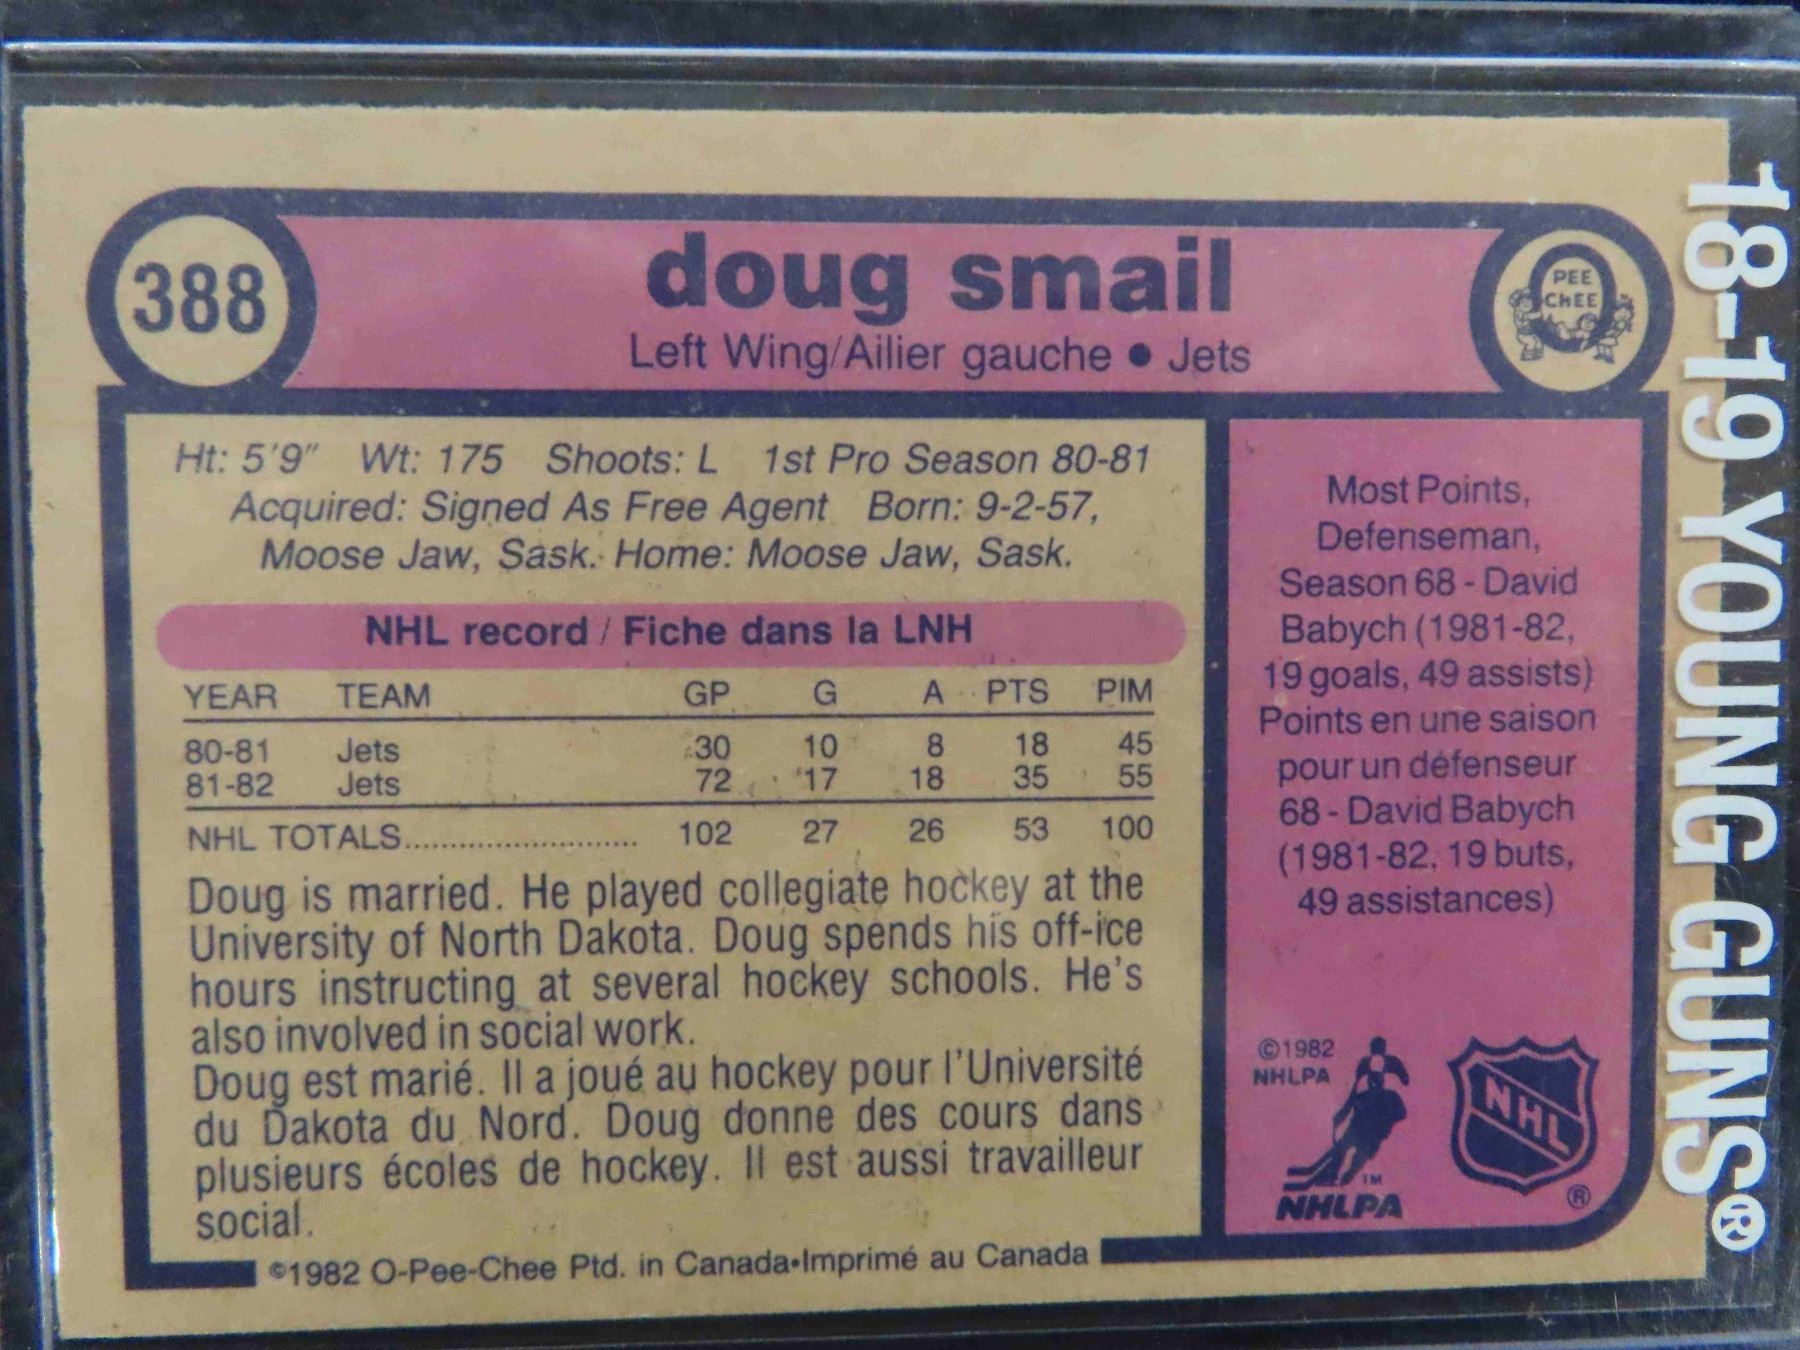 388
doug smail
Left Wing/Ailier gauche • Jets
PEE
CHEE
Ht: 5'9" Wt: 175 Shoots: L 1st Pro Season 80-81
Acquired: Signed As Free Agent Born: 9-2-57,
Moose Jaw, Sask. Home: Moose Jaw, Sask.
NHL record / Fiche dans la LNH
YEAR TEAM GP G A PTS PIM
80-81 Jets 30 10 8 18 45
81-82 Jets 72 17 18 35 55
NHL TOTALS.......................... 102 27 26 53 100
Doug is married. He played collegiate hockey at the
University of North Dakota. Doug spends his off-ice
hours instructing at several hockey schools. He's
also involved in social work.
Doug est marié. Il a joué au hockey pour l'Université
du Dakota du Nord. Doug donne des cours dans
plusieurs écoles de hockey. Il est aussi travailleur
social.
©1982 O-Pee-Chee Ptd. in Canada•Imprimé au Canada
Most Points,
Defenseman,
Season 68 - David
Babych (1981-82,
19 goals, 49 assists)
Points en une saison
pour un défenseur
68 - David Babych
(1981-82, 19 buts,
49 assistances)
©1982
NHLPA
TM
NHLPA
NHL
®
18-19 YOUNG GUNS®